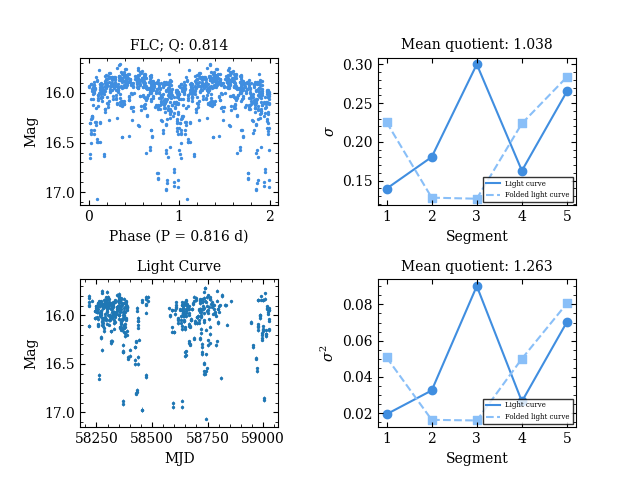 FLC; Q: 0.814
Mag
16.0
16.5
17.0
0 1 2
Phase (P = 0.816 d)
Mean quotient: 1.038
σ
0.30
0.25
0.20
0.15
Light curve
Folded light curve
1 2 3 4 5
Segment
Light Curve
Mag
16.0
16.5
17.0
58250 58500 58750 59000
MJD
Mean quotient: 1.263
σ²
0.08
0.06
0.04
0.02
Light curve
Folded light curve
1 2 3 4 5
Segment